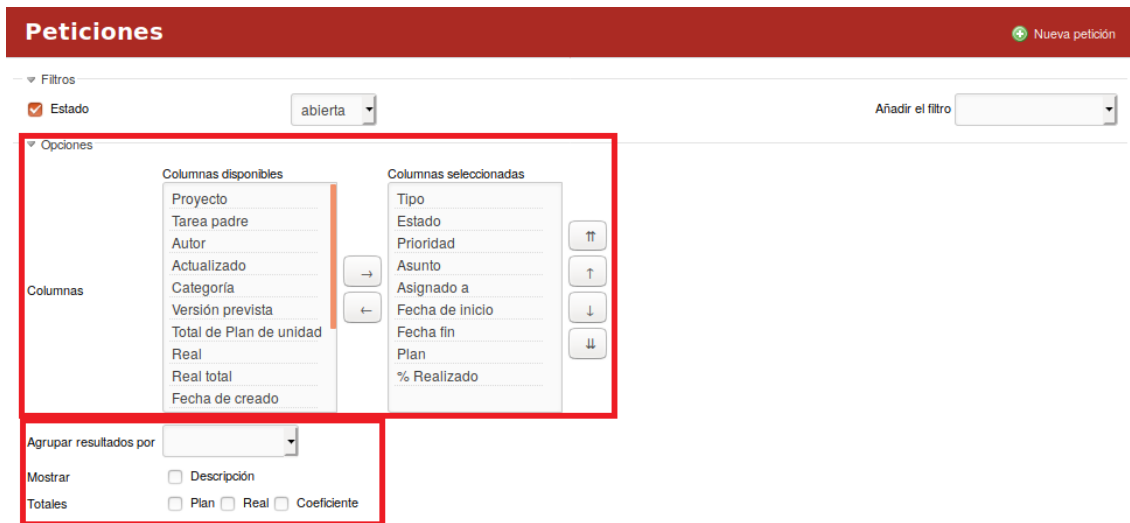 Peticiones
Nueva petición
Filtros
Estado
abierta
Añadir el filtro
Opciones
Columnas disponibles
Columnas seleccionadas
Columnas
Proyecto
Tarea padre
Autor
Actualizado
Categoría
Versión prevista
Total de Plan de unidad
Real
Real total
Fecha de creado
→
←
Tipo
Estado
Prioridad
Asunto
Asignado a
Fecha de inicio
Fecha fin
Plan
% Realizado
⇈
↑
↓
⇊
Agrupar resultados por
Mostrar
Descripción
Totales
Plan
Real
Coeficiente